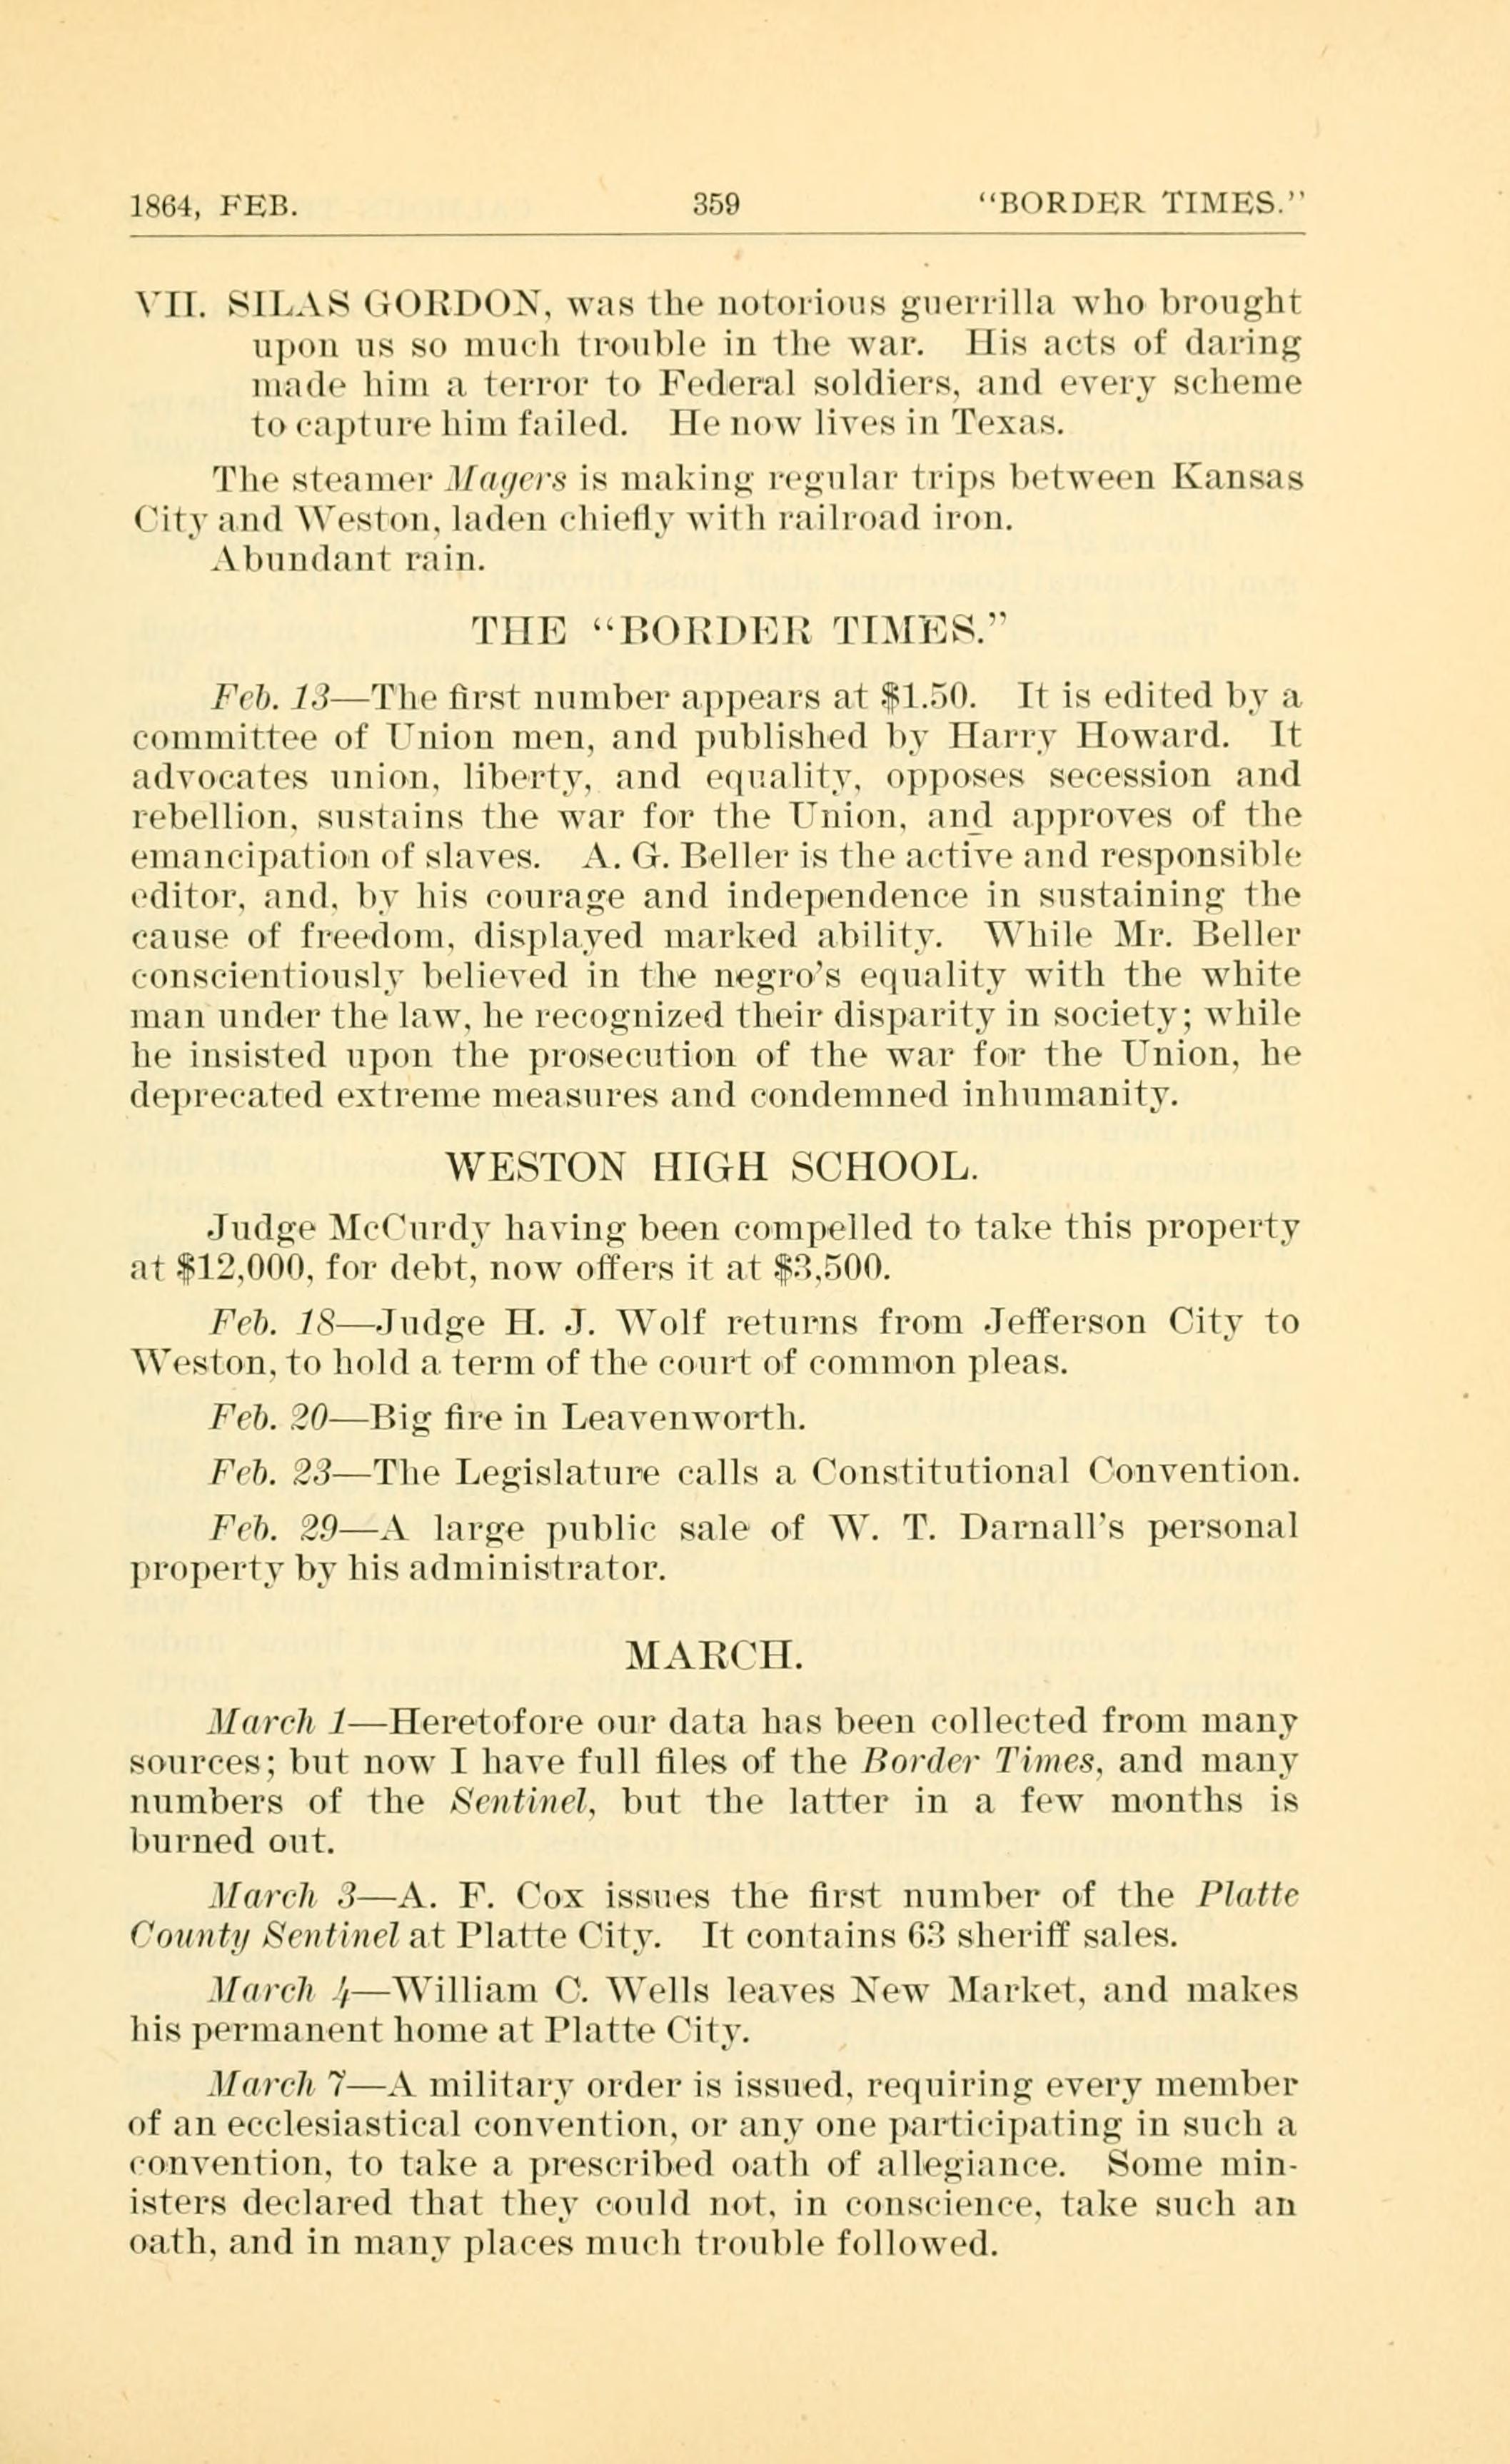 1864, FEB. 359 "BORDER TIMES."
VII. SILAS GORDON, was the notorious guerrilla who brought
upon us so much trouble in the war. His acts of daring
made him a terror to Federal soldiers, and every scheme
to capture him failed. He now lives in Texas.
The steamer Magers is making regular trips between Kansas
City and Weston, laden chiefly with railroad iron.
Abundant rain.
THE "BORDER TIMES."
Feb. 13—The first number appears at $1.50. It is edited by a
committee of Union men, and published by Harry Howard. It
advocates union, liberty, and equality, opposes secession and
rebellion, sustains the war for the Union, and approves of the
emancipation of slaves. A. G. Beller is the active and responsible
editor, and, by his courage and independence in sustaining the
cause of freedom, displayed marked ability. While Mr. Beller
conscientiously believed in the negro's equality with the white
man under the law, he recognized their disparity in society; while
he insisted upon the prosecution of the war for the Union, he
deprecated extreme measures and condemned inhumanity.
WESTON HIGH SCHOOL.
Judge McCurdy having been compelled to take this property
at $12,000, for debt, now offers it at $3,500.
Feb. 18—Judge H. J. Wolf returns from Jefferson City to
Weston, to hold a term of the court of common pleas.
Feb. 20—Big fire in Leavenworth.
Feb. 23—The Legislature calls a Constitutional Convention.
Feb. 29—A large public sale of W. T. Darnall's personal
property by his administrator.
MARCH.
March 1—Heretofore our data has been collected from many
sources; but now I have full files of the Border Times, and many
numbers of the Sentinel, but the latter in a few months is
burned out.
March 3—A. F. Cox issues the first number of the Platte
County Sentinel at Platte City. It contains 63 sheriff sales.
March 4—William C. Wells leaves New Market, and makes
his permanent home at Platte City.
March 7—A military order is issued, requiring every member
of an ecclesiastical convention, or any one participating in such a
convention, to take a prescribed oath of allegiance. Some min-
isters declared that they could not, in conscience, take such an
oath, and in many places much trouble followed.